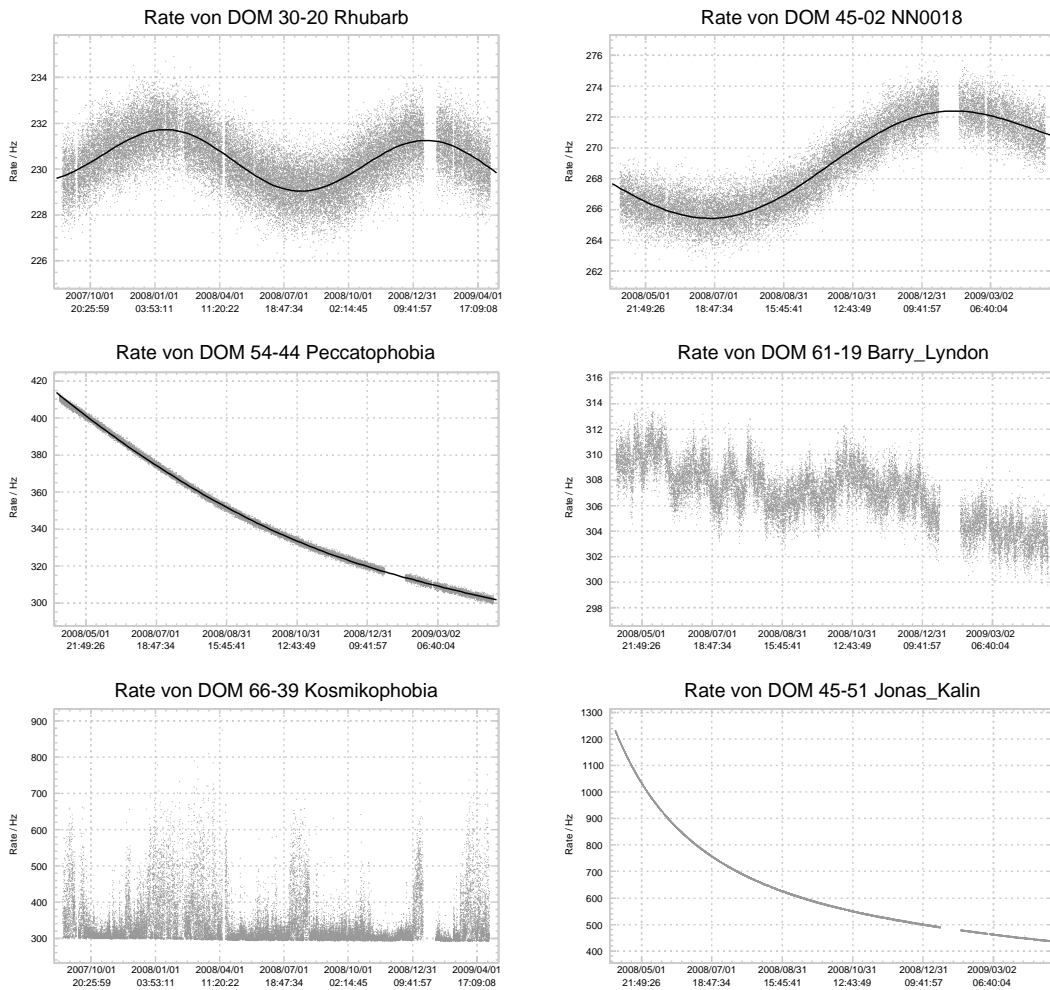 Rate von DOM 30-20 Rhubarb
Rate / Hz
234
232
230
228
226
2007/10/01 2008/01/01 2008/04/01 2008/07/01 2008/10/01 2008/12/31 2009/04/01
20:25:59 03:53:11 11:20:22 18:47:34 02:14:45 09:41:57 17:09:08
Rate von DOM 45-02 NN0018
Rate / Hz
276
274
272
270
268
266
264
262
2008/05/01 2008/07/01 2008/08/31 2008/10/31 2008/12/31 2009/03/02
21:49:26 18:47:34 15:45:41 12:43:49 09:41:57 06:40:04
Rate von DOM 54-44 Peccatophobia
Rate / Hz
420
400
380
360
340
320
300
2008/05/01 2008/07/01 2008/08/31 2008/10/31 2008/12/31 2009/03/02
21:49:26 18:47:34 15:45:41 12:43:49 09:41:57 06:40:04
Rate von DOM 61-19 Barry_Lyndon
Rate / Hz
316
314
312
310
308
306
304
302
300
298
2008/05/01 2008/07/01 2008/08/31 2008/10/31 2008/12/31 2009/03/02
21:49:26 18:47:34 15:45:41 12:43:49 09:41:57 06:40:04
Rate von DOM 66-39 Kosmikophobia
Rate / Hz
900
800
700
600
500
400
300
2007/10/01 2008/01/01 2008/04/01 2008/07/01 2008/10/01 2008/12/31 2009/04/01
20:25:59 03:53:11 11:20:22 18:47:34 02:14:45 09:41:57 17:09:08
Rate von DOM 45-51 Jonas_Kalin
Rate / Hz
1300
1200
1100
1000
900
800
700
600
500
400
2008/05/01 2008/07/01 2008/08/31 2008/10/31 2008/12/31 2009/03/02
21:49:26 18:47:34 15:45:41 12:43:49 09:41:57 06:40:04